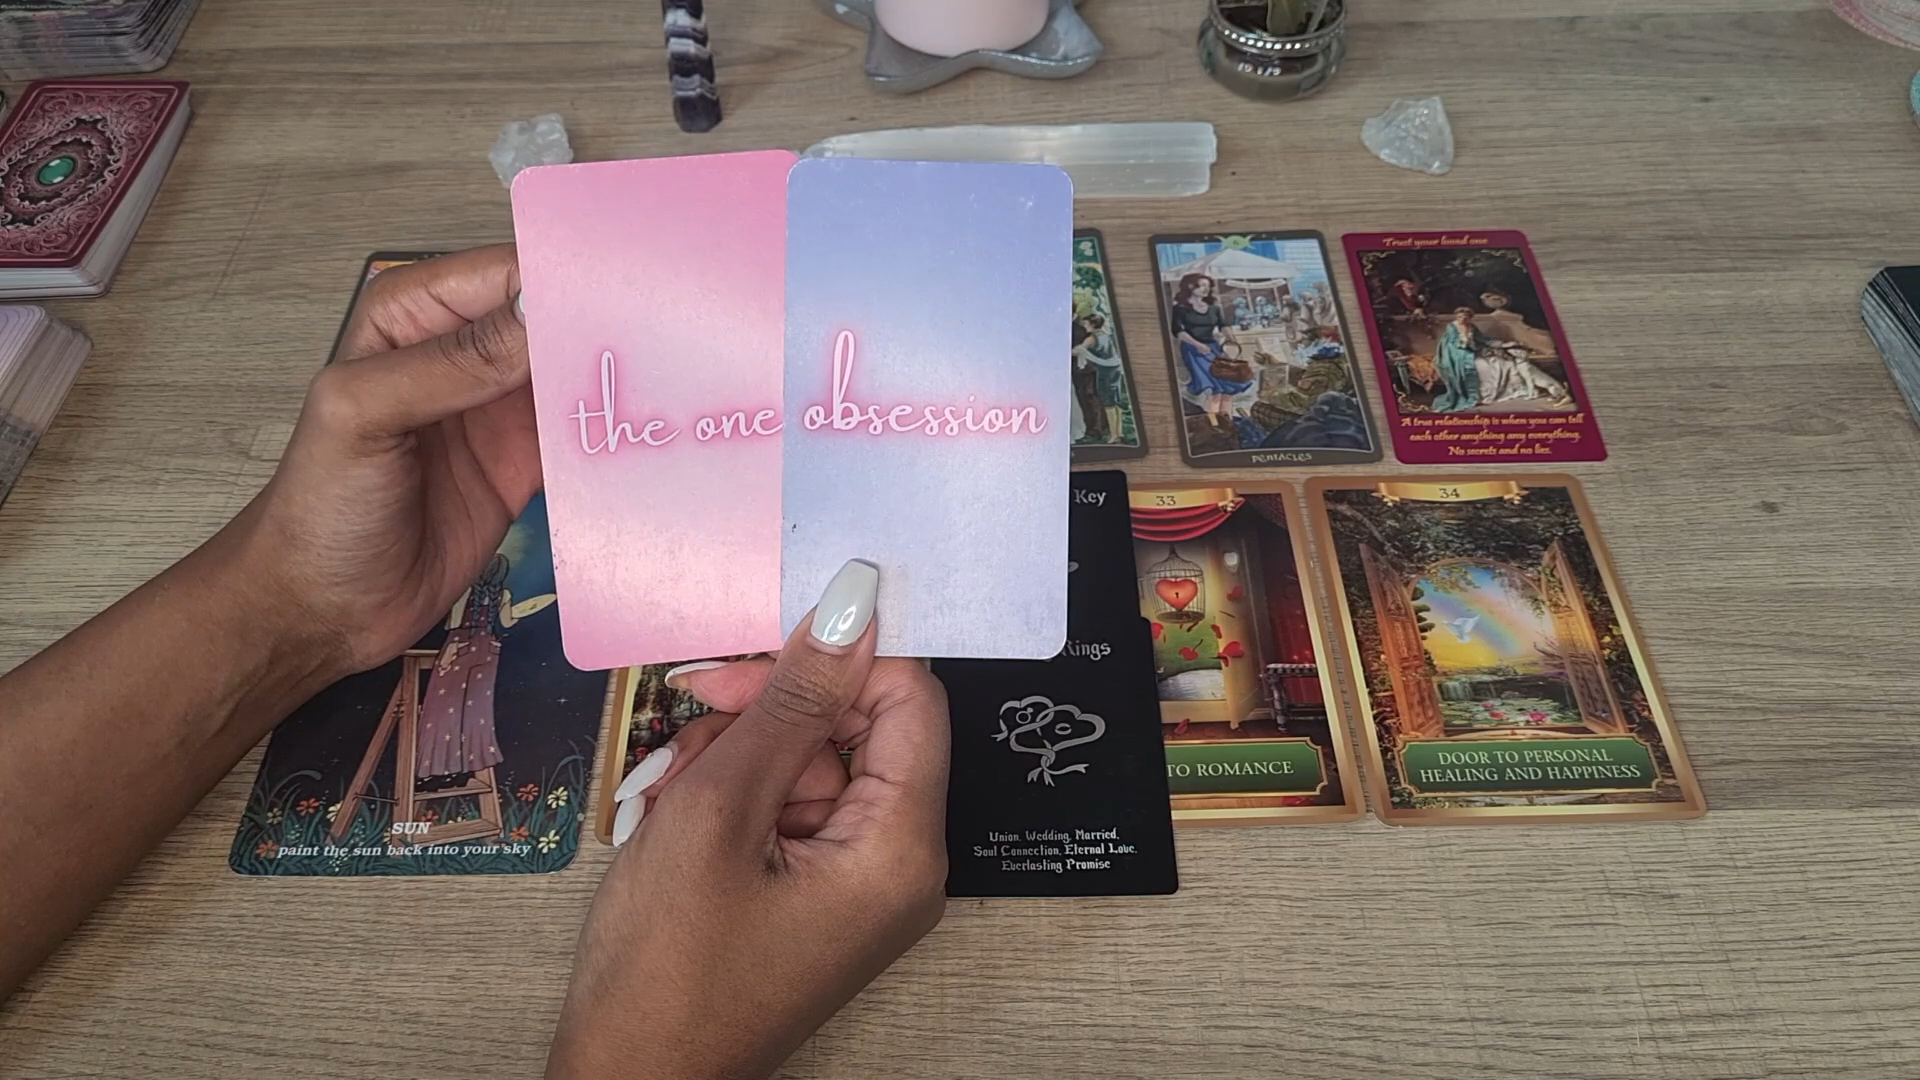 the one
obsession
Trust your loved one
A true relationship is when you can tell
each other anything any everything.
No secrets and no lies.
PENTACLES
Key
33
34
Rings
TO ROMANCE
DOOR TO PERSONAL
HEALING AND HAPPINESS
SUN
paint the sun back into your sky
Union, Wedding, Married,
Soul Connection, Eternal Love,
Everlasting Promise